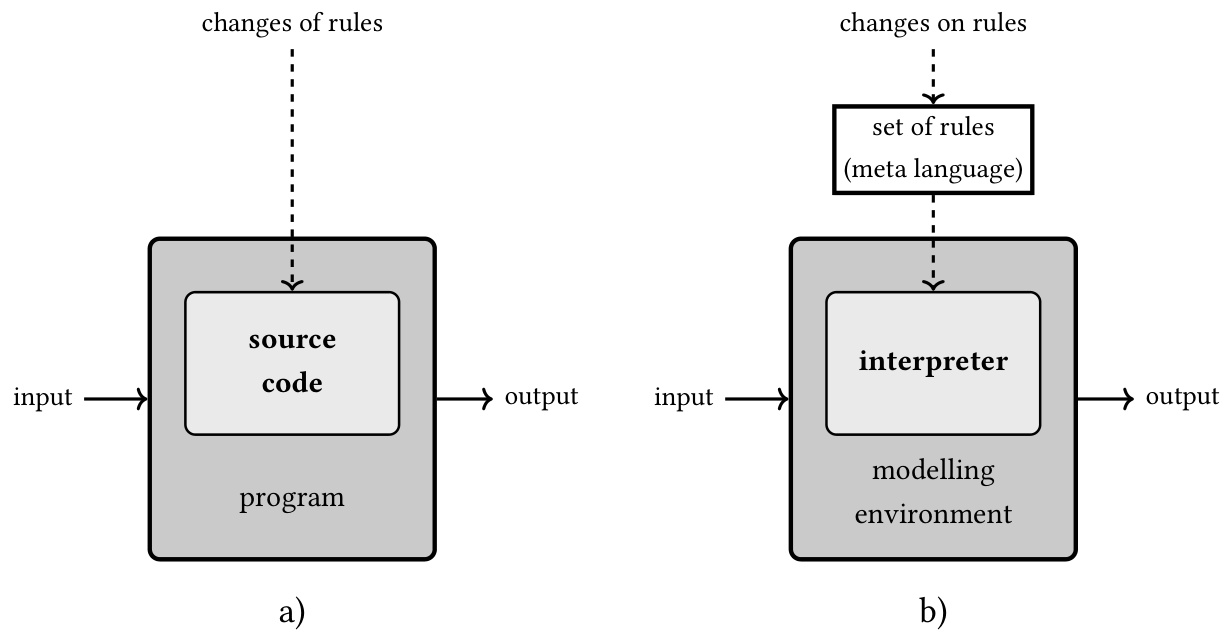 changes of rules
source
code
input
output
program
a)
changes on rules
set of rules
(meta language)
interpreter
input
output
modelling
environment
b)